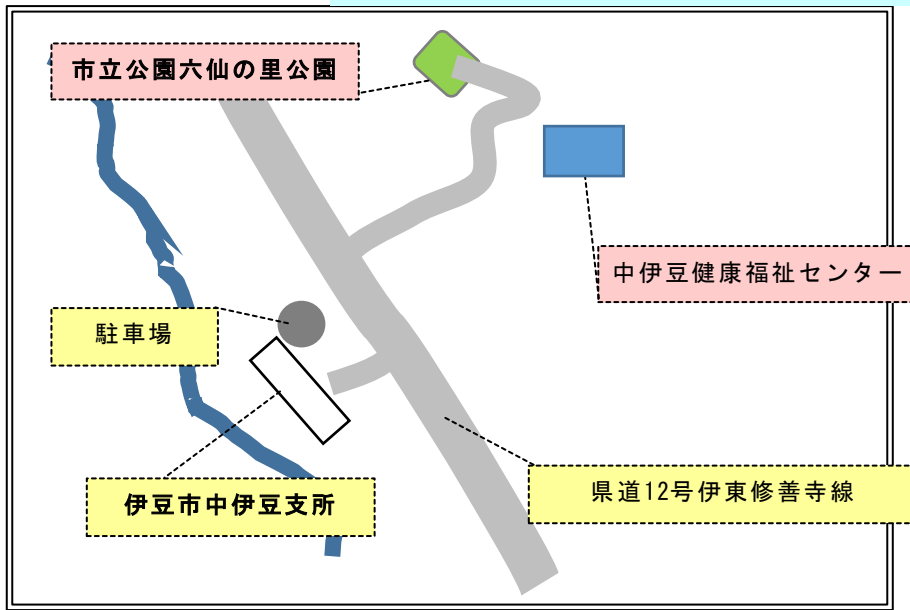 市立公園六仙の里公園
中伊豆健康福祉センター
駐車場
伊豆市中伊豆支所
県道12号伊東修善寺線